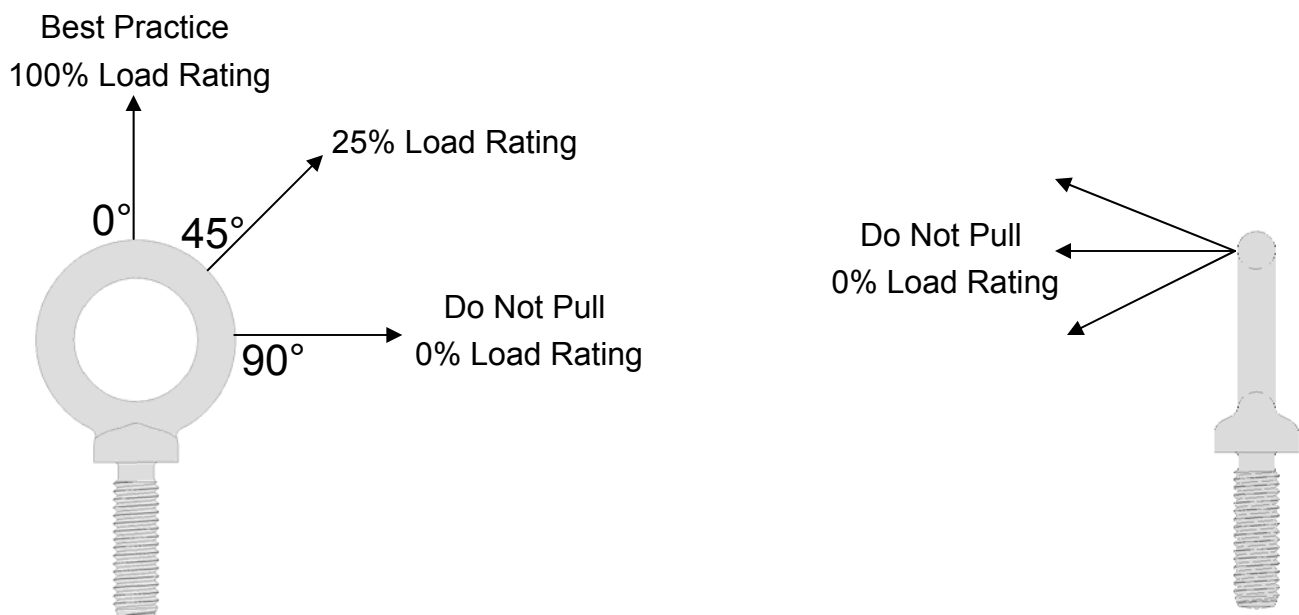 Best Practice
100% Load Rating
0°
45°
25% Load Rating
90°
Do Not Pull
0% Load Rating
Do Not Pull
0% Load Rating